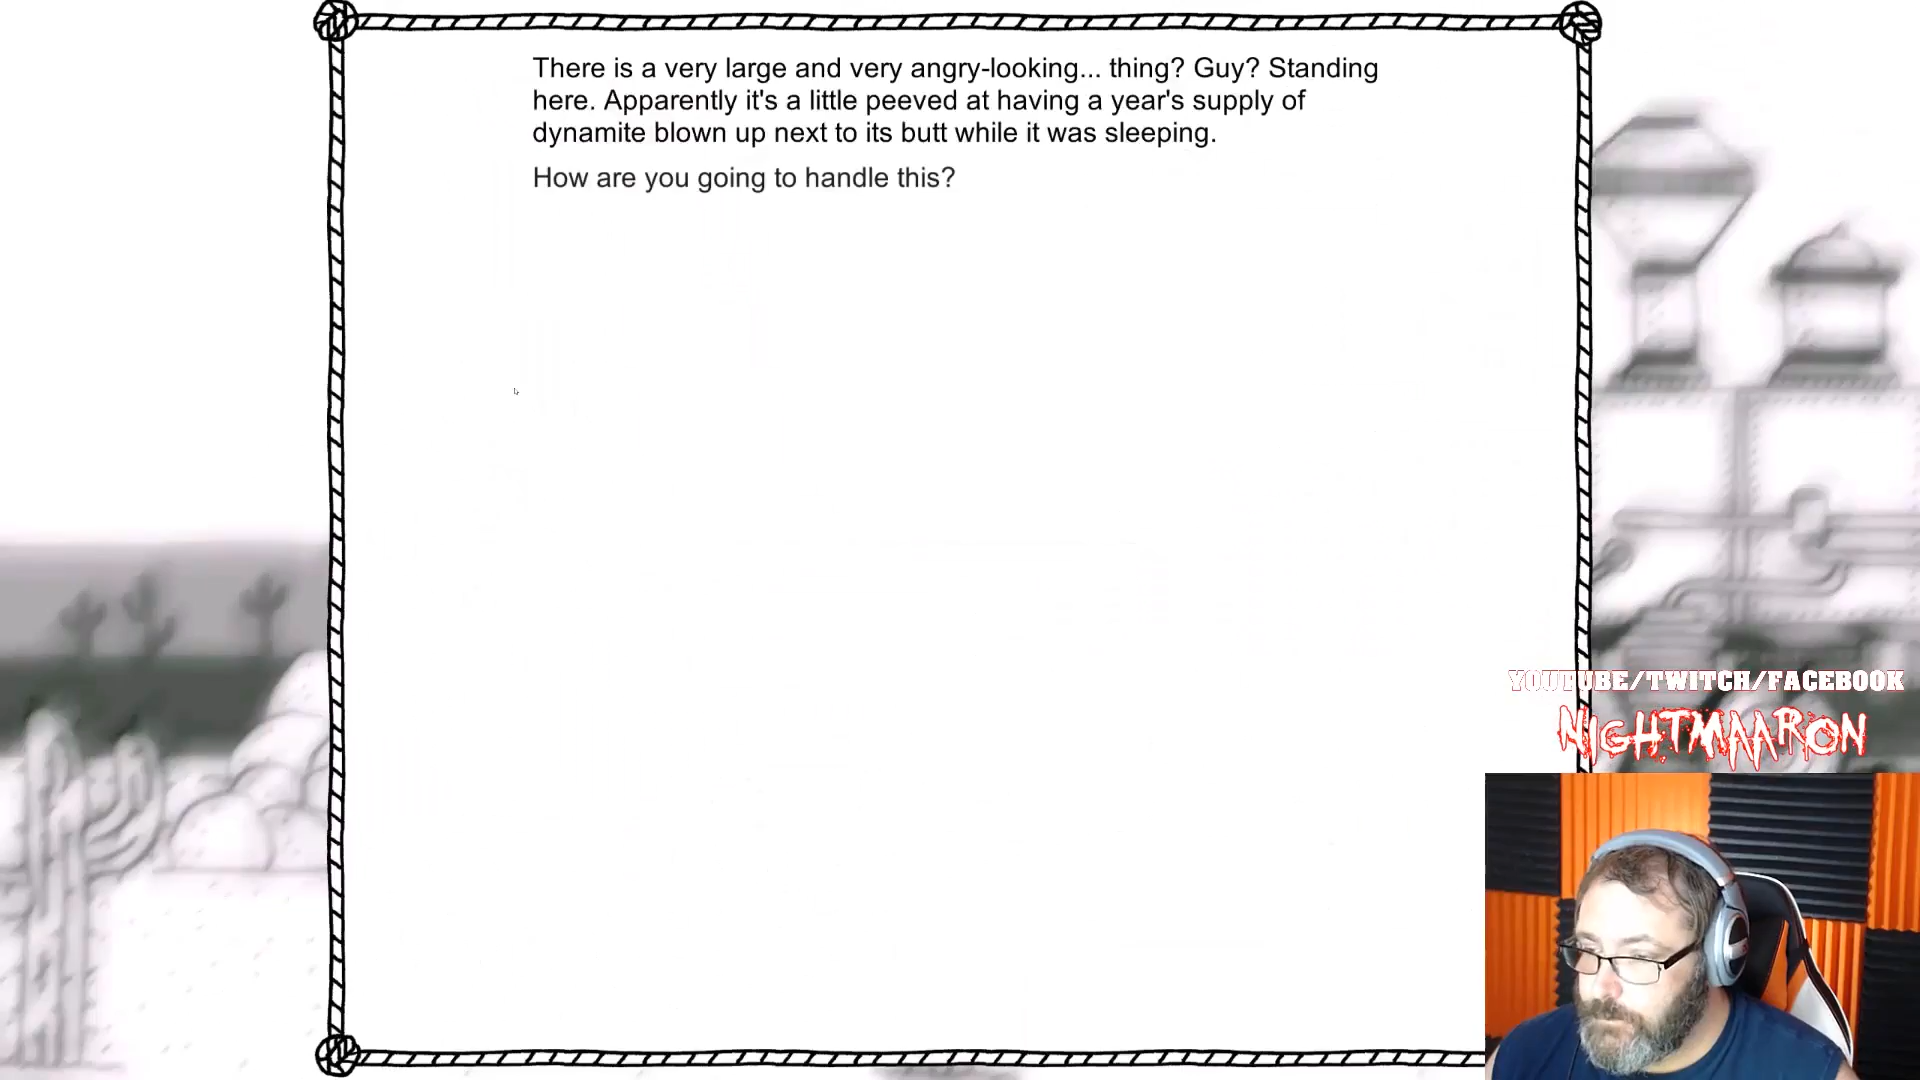 There is a very large and very angry-looking... thing? Guy? Standing
here. Apparently it's a little peeved at having a year's supply of
dynamite blown up next to its butt while it was sleeping.
How are you going to handle this?
YOUTUBE/TWITCH/FACEBOOK
NIGHTMAARON